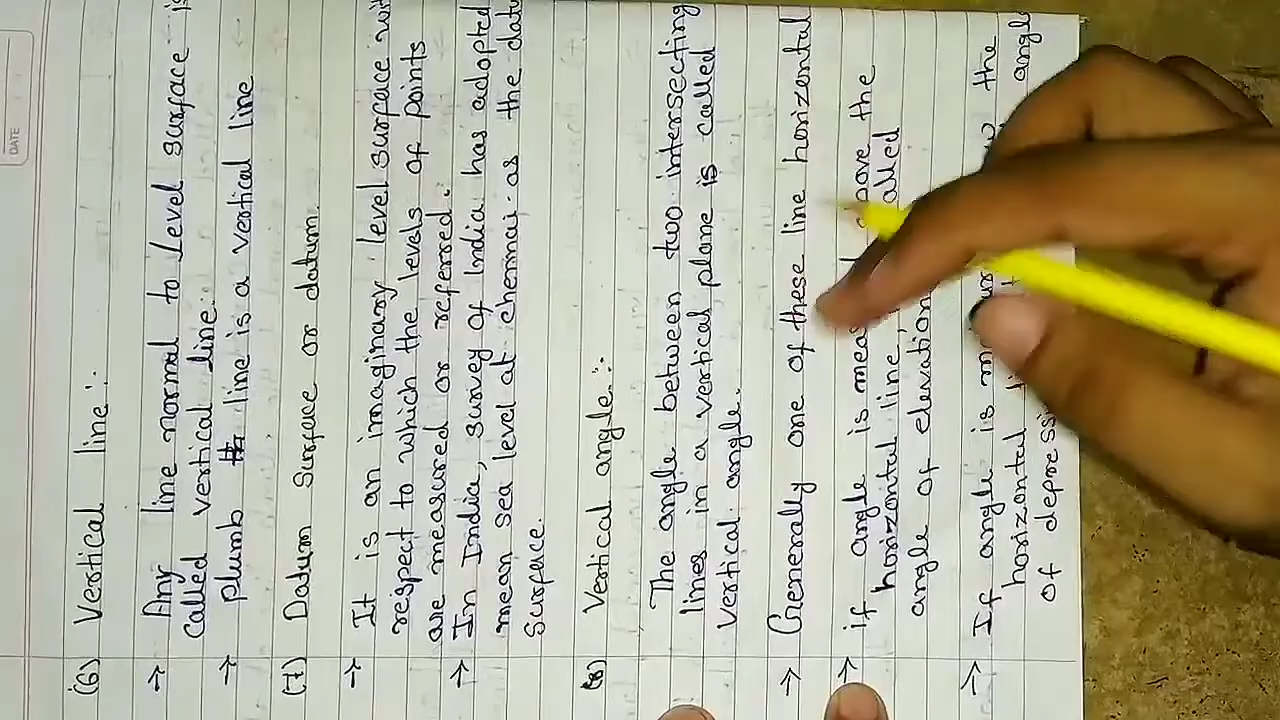 DATE
(6) Vertical line :-
→ Any line normal to level surface is
called vertical line.
→ plumb line is a vertical line
(7) Datum surface or datum.
→ It is an imaginary level surface with
respect to which the levels of points
are measured or referred.
→ In India, survey of India has adopted
mean sea level at chennai as the
surface.
(8) Vertical angle :-
The angle between two intersecting
lines in a vertical plane is called
vertical angle.
→ Generally one of these line horizontal
→ if angle is the
horizontal line,
angle of elevation
→ If angle is the
horizontal angle
of